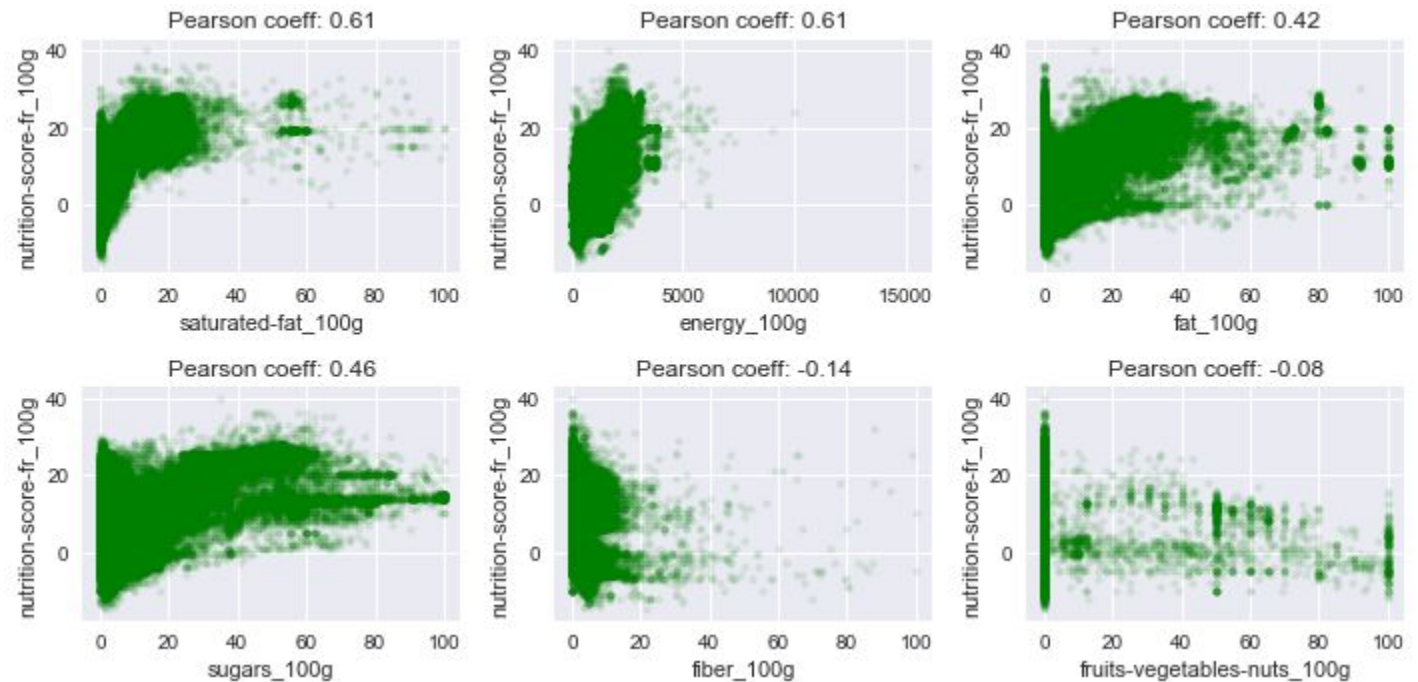 Pearson coeff: 0.61
nutrition-score-fr_100g
40
20
0
0 20 40 60 80 100
saturated-fat_100g
Pearson coeff: 0.61
nutrition-score-fr_100g
40
20
0
0 5000 10000 15000
energy_100g
Pearson coeff: 0.42
nutrition-score-fr_100g
40
20
0
0 20 40 60 80 100
fat_100g
Pearson coeff: 0.46
nutrition-score-fr_100g
40
20
0
0 20 40 60 80 100
sugars_100g
Pearson coeff: -0.14
nutrition-score-fr_100g
40
20
0
0 20 40 60 80 100
fiber_100g
Pearson coeff: -0.08
nutrition-score-fr_100g
40
20
0
0 20 40 60 80 100
fruits-vegetables-nuts_100g